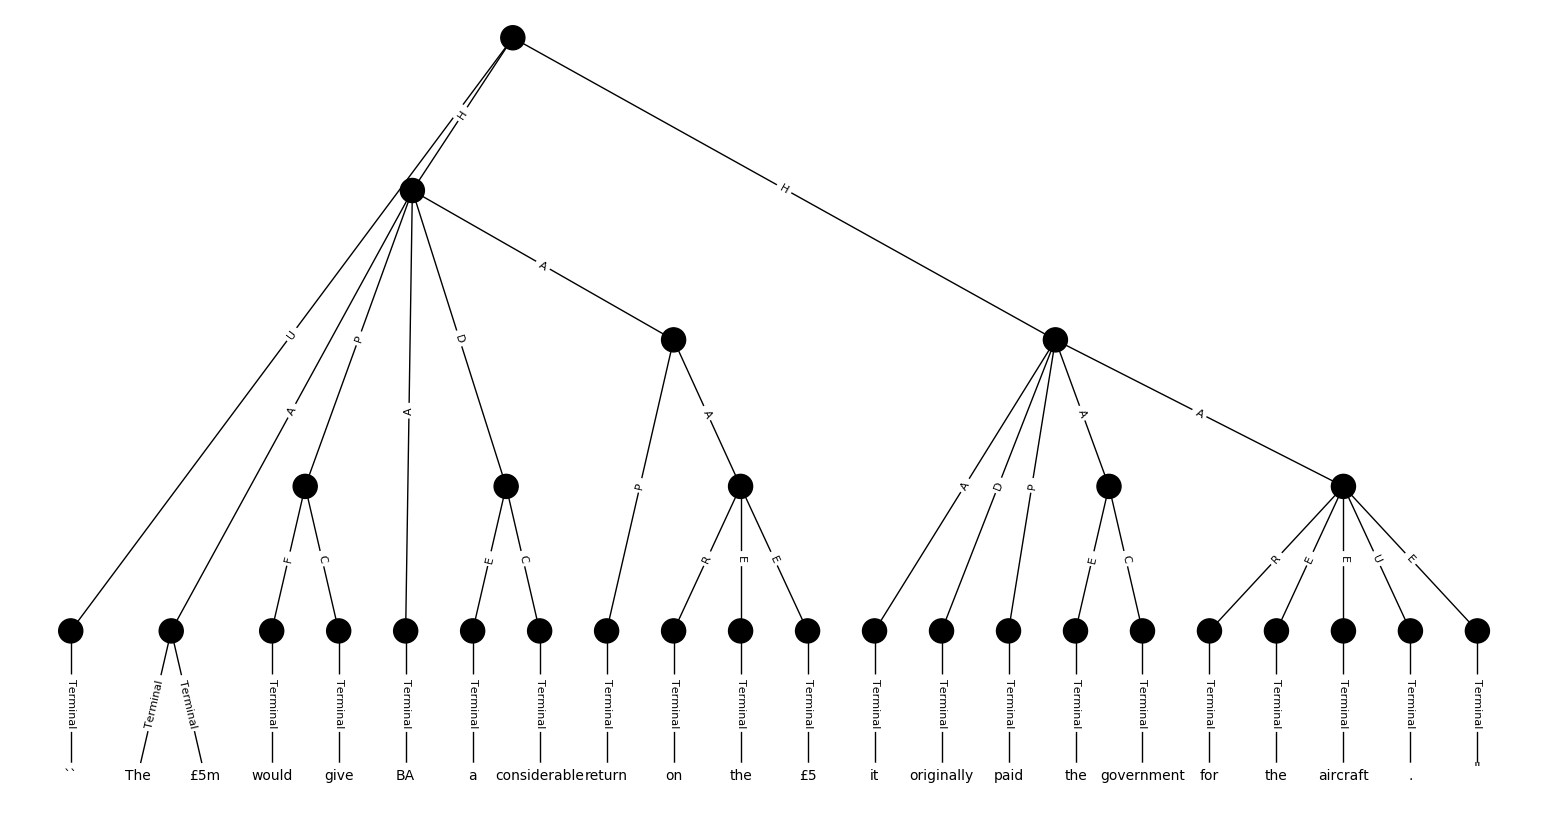 H
H
A
U
A
P
A
D
P
A
A
D
P
A
A
F
C
E
C
R
E
E
E
C
R
E
E
U
E
Terminal Terminal Terminal Terminal Terminal Terminal Terminal Terminal Terminal Terminal Terminal Terminal Terminal Terminal Terminal Terminal Terminal Terminal Terminal Terminal Terminal Terminal
`` The £5m would give BA a considerable return on the £5 it originally paid the government for the aircraft . "